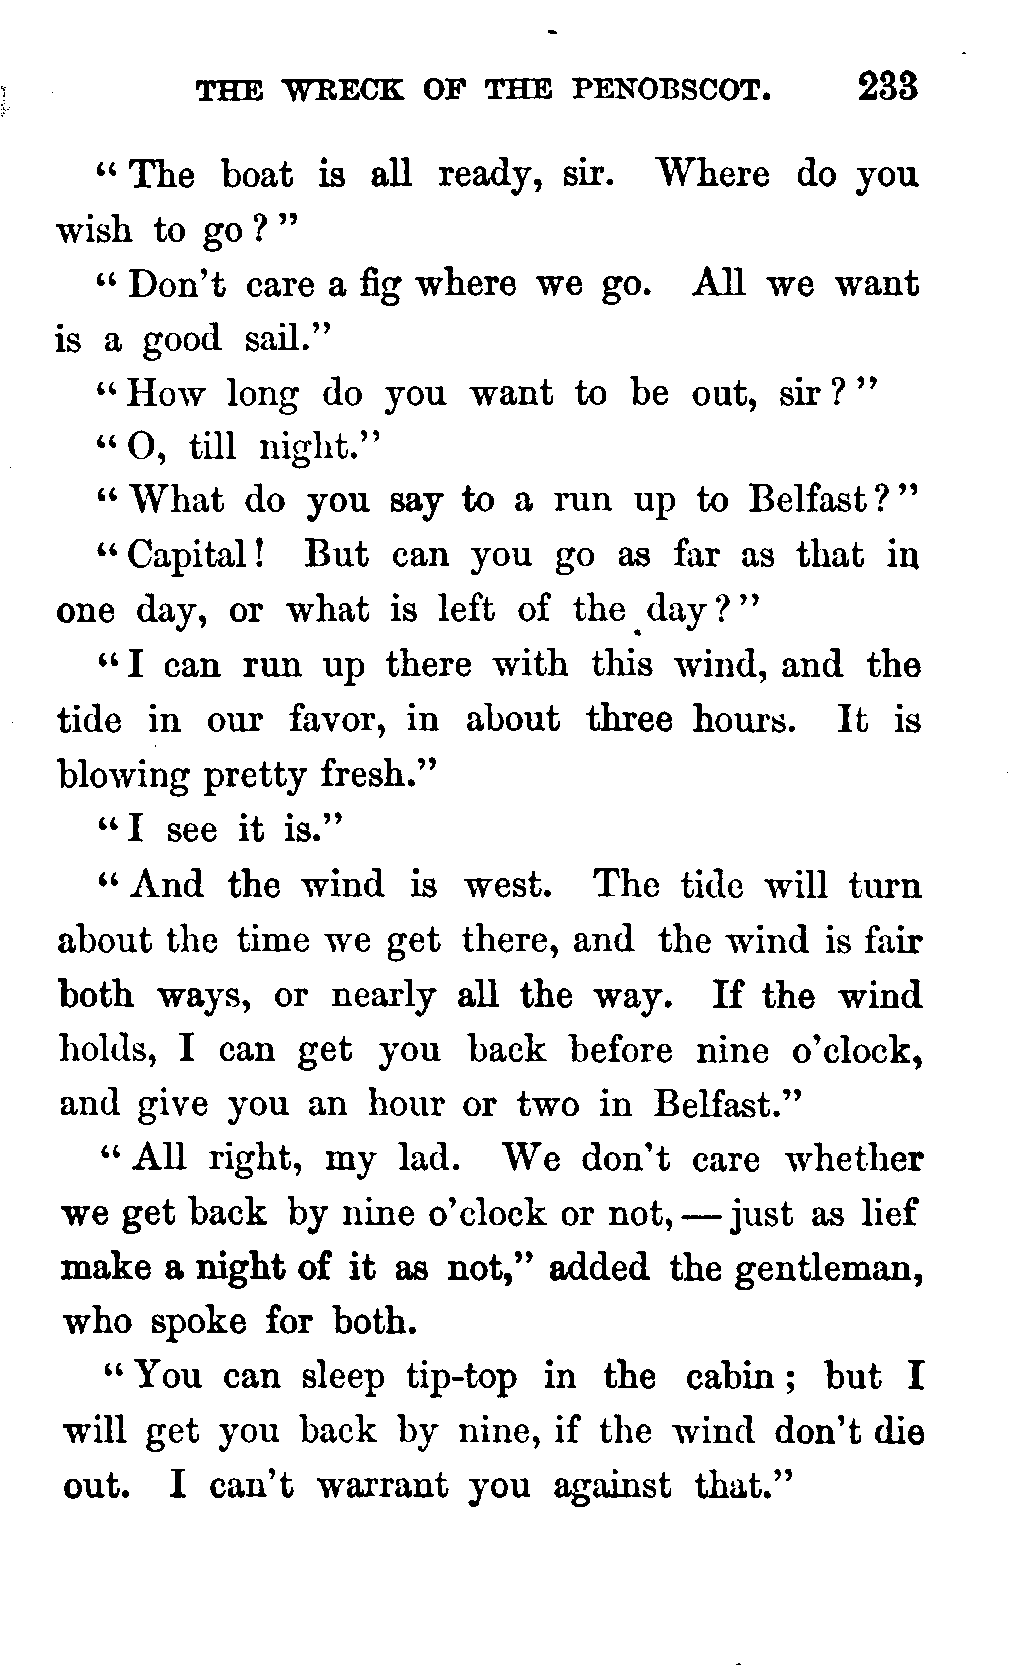 THE WRECK OF THE PENOBSCOT. 233
“The boat is all ready, sir. Where do you
wish to go?”
“Don’t care a fig where we go. All we want
is a good sail.”
“How long do you want to be out, sir?”
“O, till night.”
“What do you say to a run up to Belfast?”
“Capital! But can you go as far as that in
one day, or what is left of the day?”
“I can run up there with this wind, and the
tide in our favor, in about three hours. It is
blowing pretty fresh.”
“I see it is.”
“And the wind is west. The tide will turn
about the time we get there, and the wind is fair
both ways, or nearly all the way. If the wind
holds, I can get you back before nine o’clock,
and give you an hour or two in Belfast.”
“All right, my lad. We don’t care whether
we get back by nine o’clock or not,—just as lief
make a night of it as not,” added the gentleman,
who spoke for both.
“You can sleep tip-top in the cabin; but I
will get you back by nine, if the wind don’t die
out. I can’t warrant you against that.”